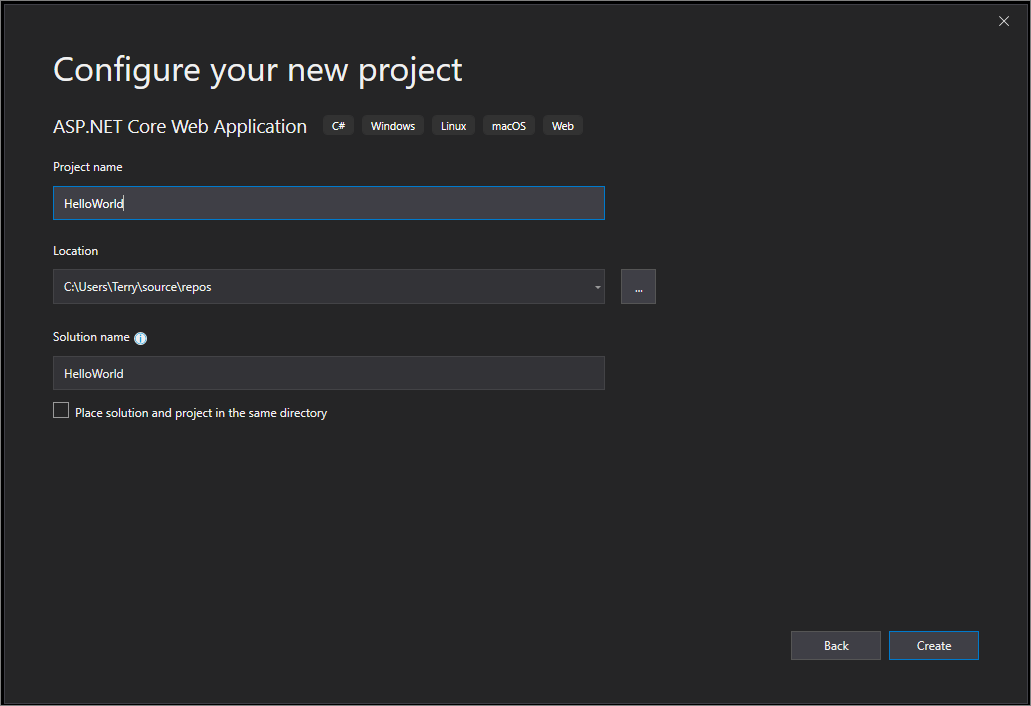 Configure your new project
ASP.NET Core Web Application C# Windows Linux macOS Web
Project name
HelloWorld
Location
C:\Users\Terry\source\repos
...
Solution name
HelloWorld
Place solution and project in the same directory
Back Create